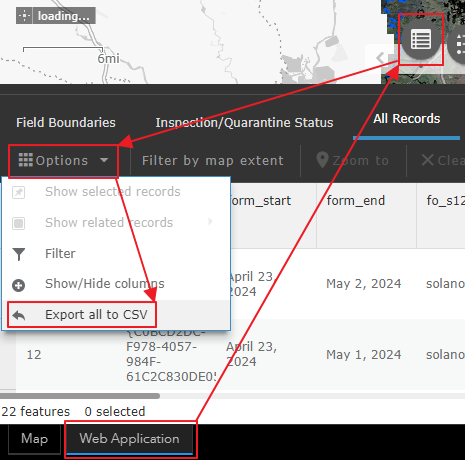 loading...
6mi
Field Boundaries Inspection/Quarantine Status All Records
Options Filter by map extent Zoom to Clea
Show selected records
Show related records
Filter
Show/Hide columns
Export all to CSV
form_start form_end fo_s12
April 23, 2024 May 2, 2024 solano
12 {C0BCD2DC-
F978-4057-
984F-
61C2C830DE05 April 23,
2024 May 1, 2024 solano
22 features 0 selected
Map Web Application